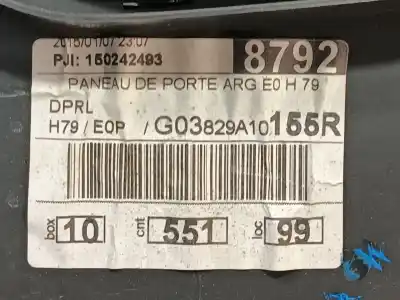 2018/01/07 23:07
PJI: 150242493
8792
PANEAU DE PORTE ARG E0 H 79
DPRL
H79 / E0P / G03829A10155R
box 10 cnt 551 loc 99